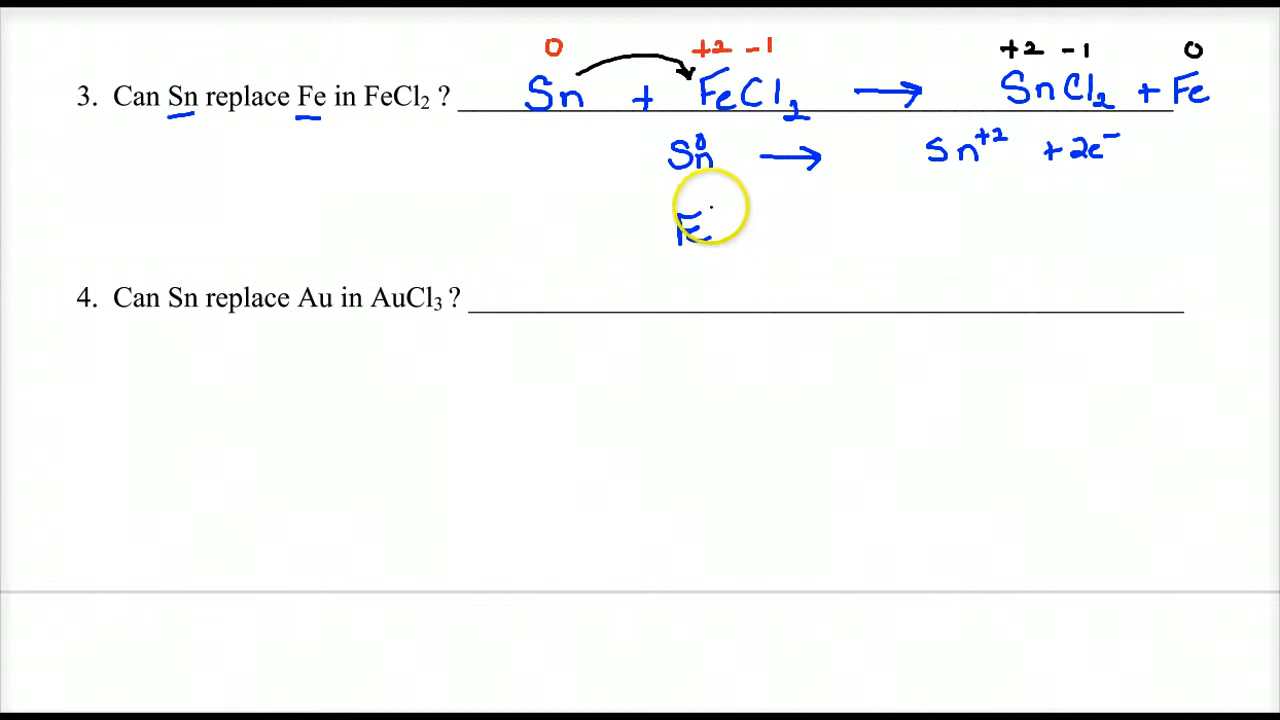 0 +2 -1 +2 -1 0
3. Can Sn replace Fe in FeCl₂ ? Sn + FeCl₂ → SnCl₂ + Fe
Sn⁰ → Sn⁺² + 2e⁻
Fe
4. Can Sn replace Au in AuCl₃ ?